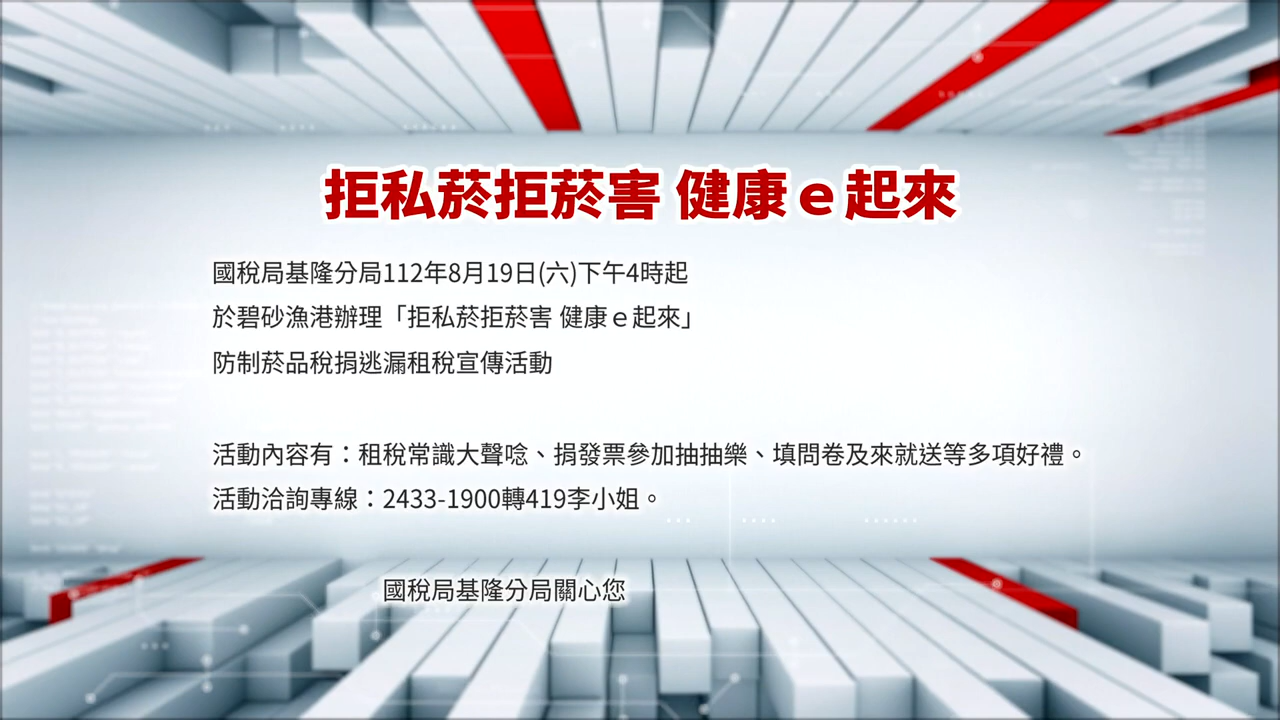 拒私菸拒菸害 健康ｅ起來
國稅局基隆分局112年8月19日(六)下午4時起
於碧砂漁港辦理「拒私菸拒菸害 健康ｅ起來」
防制菸品稅捐逃漏租稅宣傳活動
活動內容有：租稅常識大聲唸、捐發票參加抽抽樂、填問卷及來就送等多項好禮。
活動洽詢專線：2433-1900轉419李小姐。
國稅局基隆分局關心您